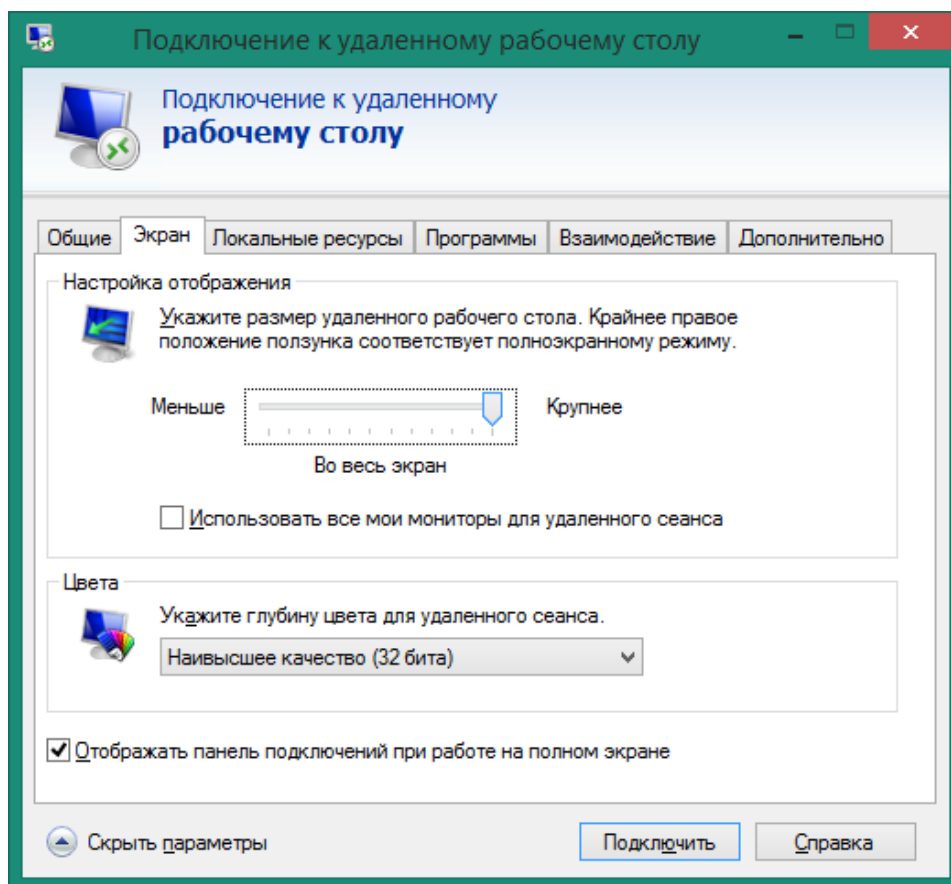 Подключение к удаленному рабочему столу
Подключение к удаленному
рабочему столу
Общие Экран Локальные ресурсы Программы Взаимодействие Дополнительно
Настройка отображения
Укажите размер удаленного рабочего стола. Крайнее правое
положение ползунка соответствует полноэкранному режиму.
Меньше Крупнее
Во весь экран
Использовать все мои мониторы для удаленного сеанса
Цвета
Укажите глубину цвета для удаленного сеанса.
Наивысшее качество (32 бита)
Отображать панель подключений при работе на полном экране
Скрыть параметры Подключить Справка